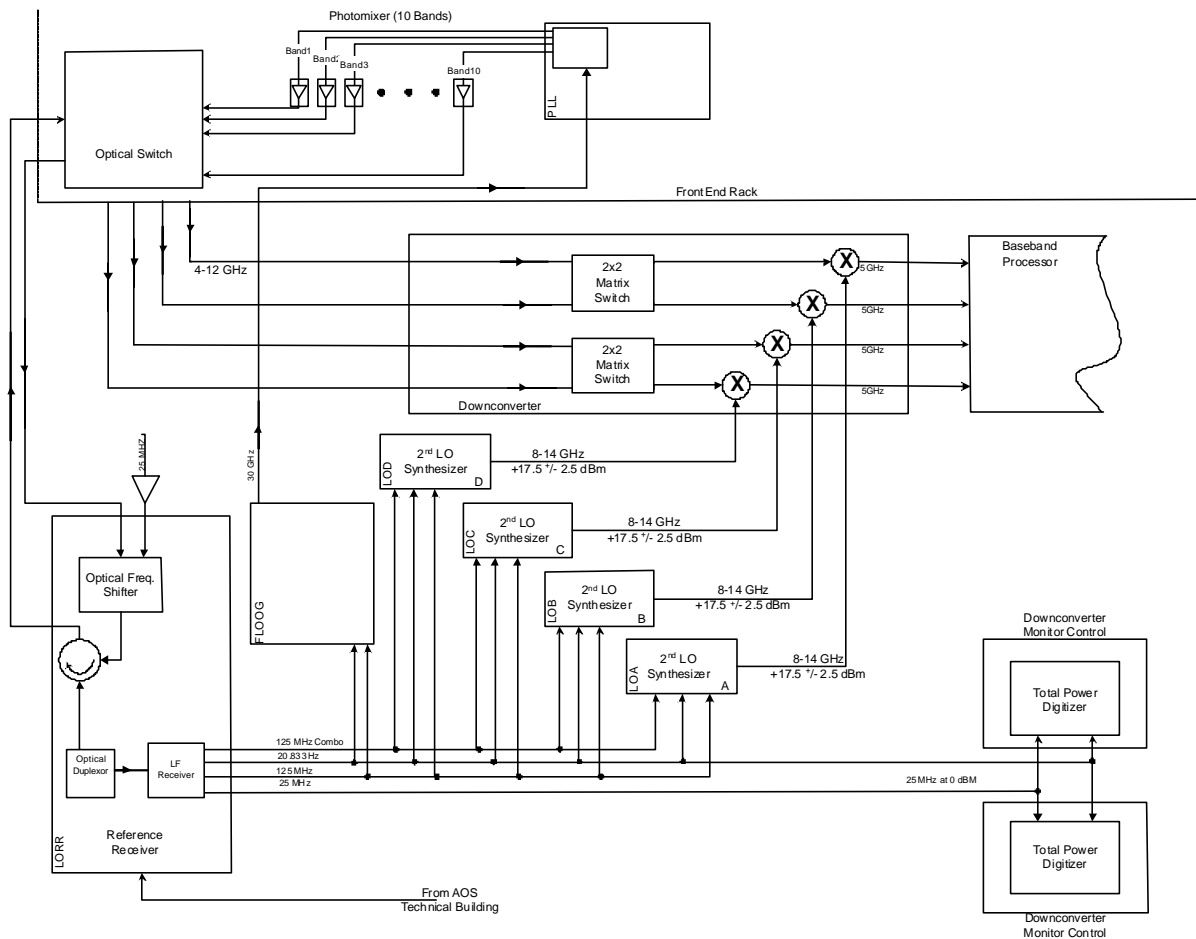 Photomixer (10 Bands)
Band1
Band2
Band3
Band10
PLL
Optical Switch
Front End Rack
4-12 GHz
2x2
Matrix
Switch
X
5GHz
X
5GHz
2x2
Matrix
Switch
X
5GHz
X
5GHz
Downconverter
Baseband
Processor
30 GHz
25 MHZ
LOD
2nd LO
Synthesizer
D
8-14 GHz
+17.5 +/- 2.5 dBm
LOC
2nd LO
Synthesizer
C
8-14 GHz
+17.5 +/- 2.5 dBm
LOB
2nd LO
Synthesizer
B
8-14 GHz
+17.5 +/- 2.5 dBm
LOA
2nd LO
Synthesizer
A
8-14 GHz
+17.5 +/- 2.5 dBm
FLOOG
Optical Freq.
Shifter
Optical
Duplexor
LF
Receiver
125 MHz Combo
20.833Hz
125 MHz
25 MHz
25MHz at 0 dBM
Reference
Receiver
LORR
From AOS
Technical Building
Downconverter
Monitor Control
Total Power
Digitizer
Total Power
Digitizer
Downconverter
Monitor Control